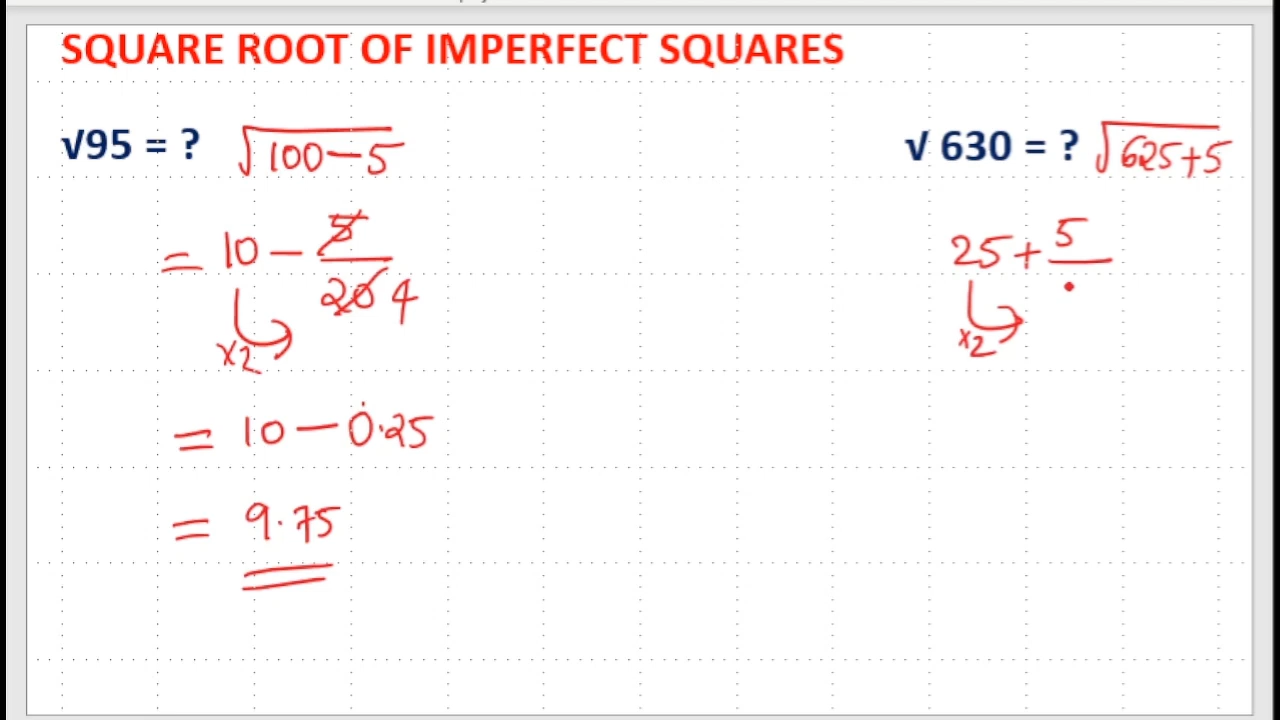 SQUARE ROOT OF IMPERFECT SQUARES
√95 = ? √100-5
= 10 - 5/20 4
x2
= 10 - 0.25
= 9.75
√ 630 = ? √625+5
25 + 5/
x2